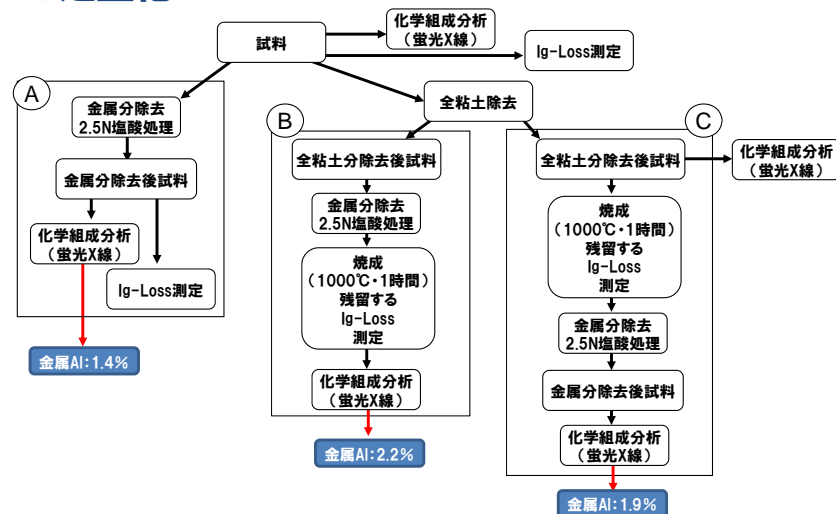 試料
化学組成分析
(蛍光X線)
Ig-Loss測定
A
金属分除去
2.5N塩酸処理
金属分除去後試料
化学組成分析
(蛍光X線)
Ig-Loss測定
金属Al:1.4%
全粘土除去
B
全粘土分除去後試料
金属分除去
2.5N塩酸処理
焼成
(1000℃・1時間)
残留する
Ig-Loss
測定
化学組成分析
(蛍光X線)
金属Al:2.2%
C
全粘土分除去後試料
化学組成分析
(蛍光X線)
焼成
(1000℃・1時間)
残留する
Ig-Loss
測定
金属分除去
2.5N塩酸処理
金属分除去後試料
化学組成分析
(蛍光X線)
金属Al:1.9%